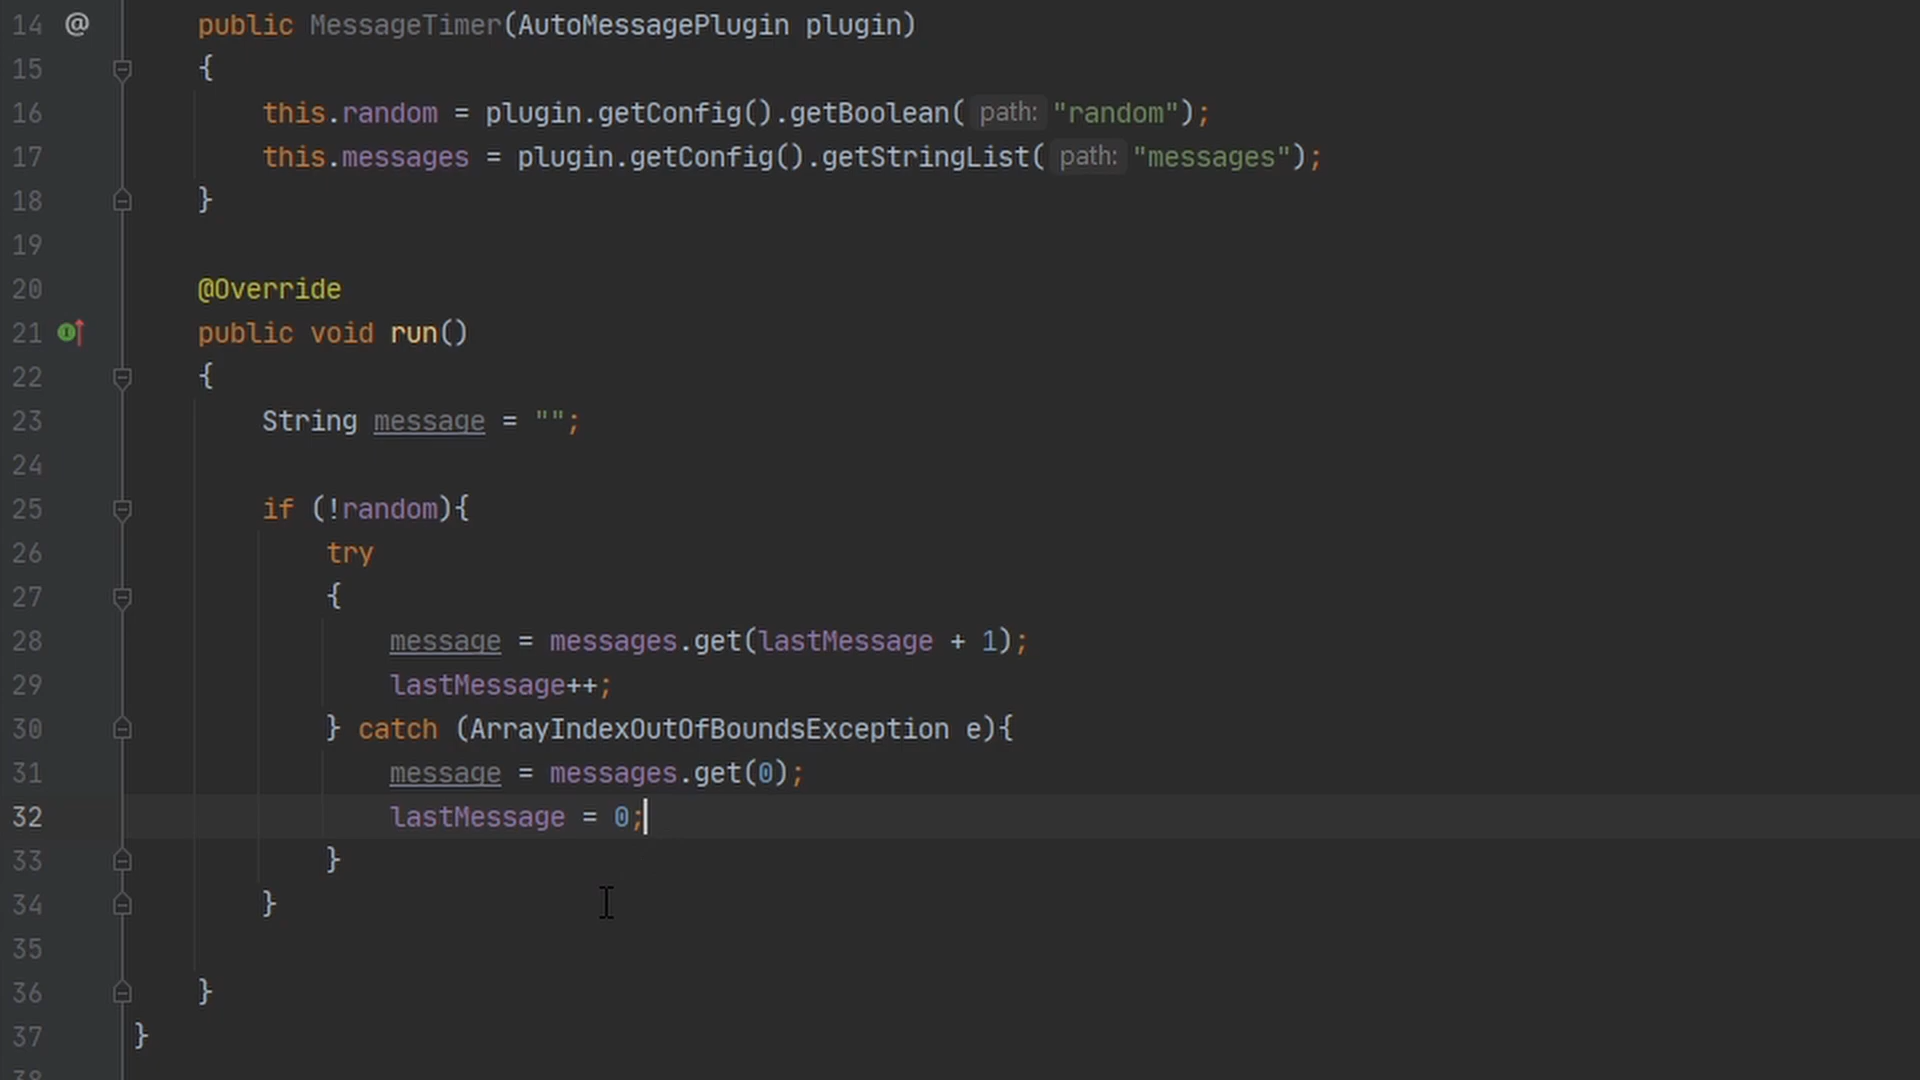 14 @ public MessageTimer(AutoMessagePlugin plugin)
15 {
16 this.random = plugin.getConfig().getBoolean( path: "random");
17 this.messages = plugin.getConfig().getStringList( path: "messages");
18 }
19
20 @Override
21 public void run()
22 {
23 String message = "";
24
25 if (!random){
26 try
27 {
28 message = messages.get(lastMessage + 1);
29 lastMessage++;
30 } catch (ArrayIndexOutOfBoundsException e){
31 message = messages.get(0);
32 lastMessage = 0;
33 }
34 }
35
36 }
37 }
38